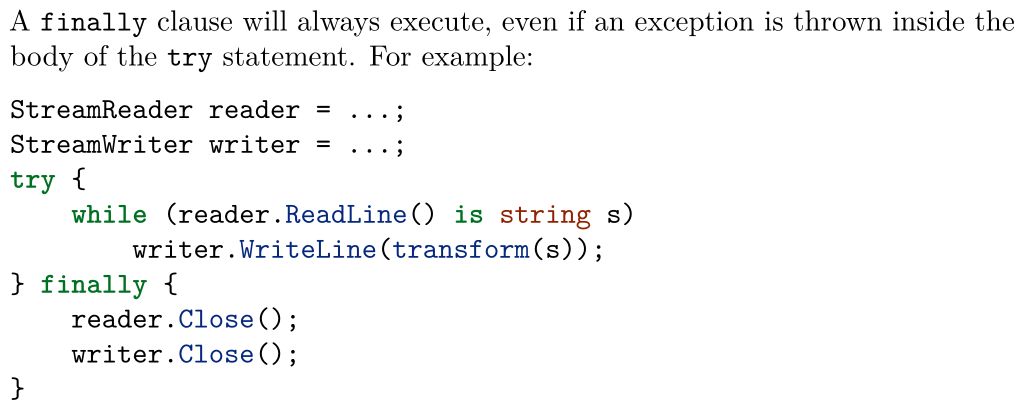 A finally clause will always execute, even if an exception is thrown inside the
body of the try statement. For example:
StreamReader reader = ...;
StreamWriter writer = ...;
try {
    while (reader.ReadLine() is string s)
        writer.WriteLine(transform(s));
} finally {
    reader.Close();
    writer.Close();
}